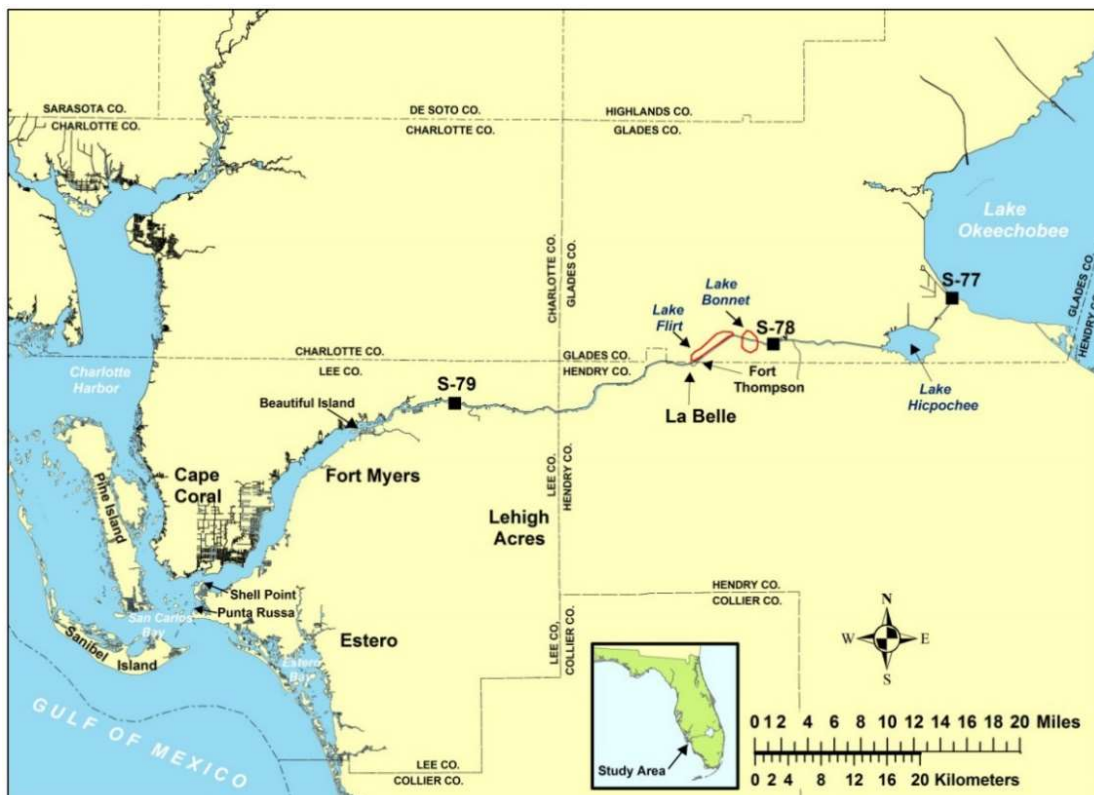 SARASOTA CO.
CHARLOTTE CO.
DE SOTO CO.
CHARLOTTE CO.
HIGHLANDS CO.
GLADES CO.
Lake
Okeechobee
CHARLOTTE CO.
GLADES CO.
Lake
Bonnet
Lake
Flirt
S-77
S-78
GLADES CO.
HENDRY CO.
CHARLOTTE CO.
LEE CO.
GLADES CO.
HENDRY CO.
Fort
Thompson
Charlotte
Harbor
S-79
Beautiful Island
La Belle
Lake
Hicpochee
Cape
Coral
Fort Myers
Pine Island
LEE CO.
HENDRY CO.
Lehigh
Acres
Shell Point
Punta Russa
San Carlos
Bay
Sanibel
Island
Estero
Estero
Bay
HENDRY CO.
COLLIER CO.
LEE CO.
COLLIER CO.
N
W
E
S
GULF OF MEXICO
Study Area
0 1 2 4 6 8 10 12 14 16 18 20 Miles
0 2 4 8 12 16 20 Kilometers
LEE CO.
COLLIER CO.